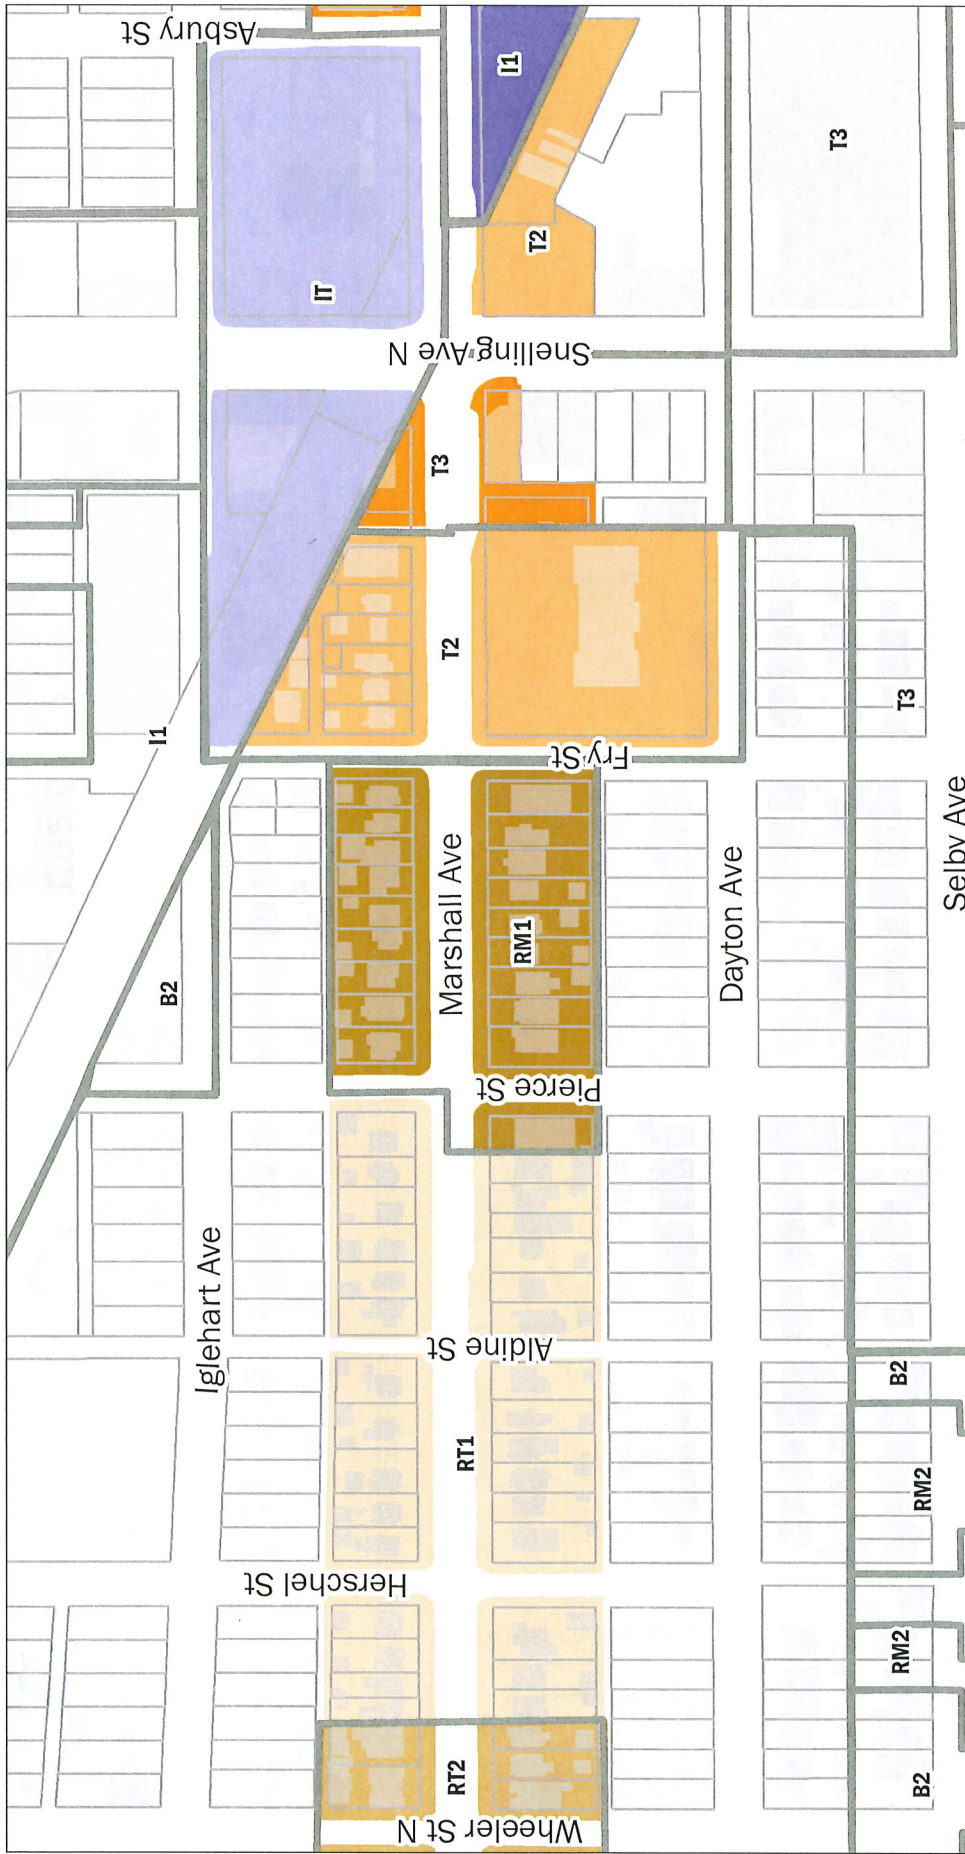 Asbury St
I1
T3
IT
T2
Snelling Ave N
T3
I1
T2
T3
Fry St
B2
Marshall Ave
RM1
Dayton Ave
Selby Ave
Pierce St
Iglehart Ave
Aldine St
B2
RT1
RM2
Herschel St
RM2
RT2
B2
Wheeler St N